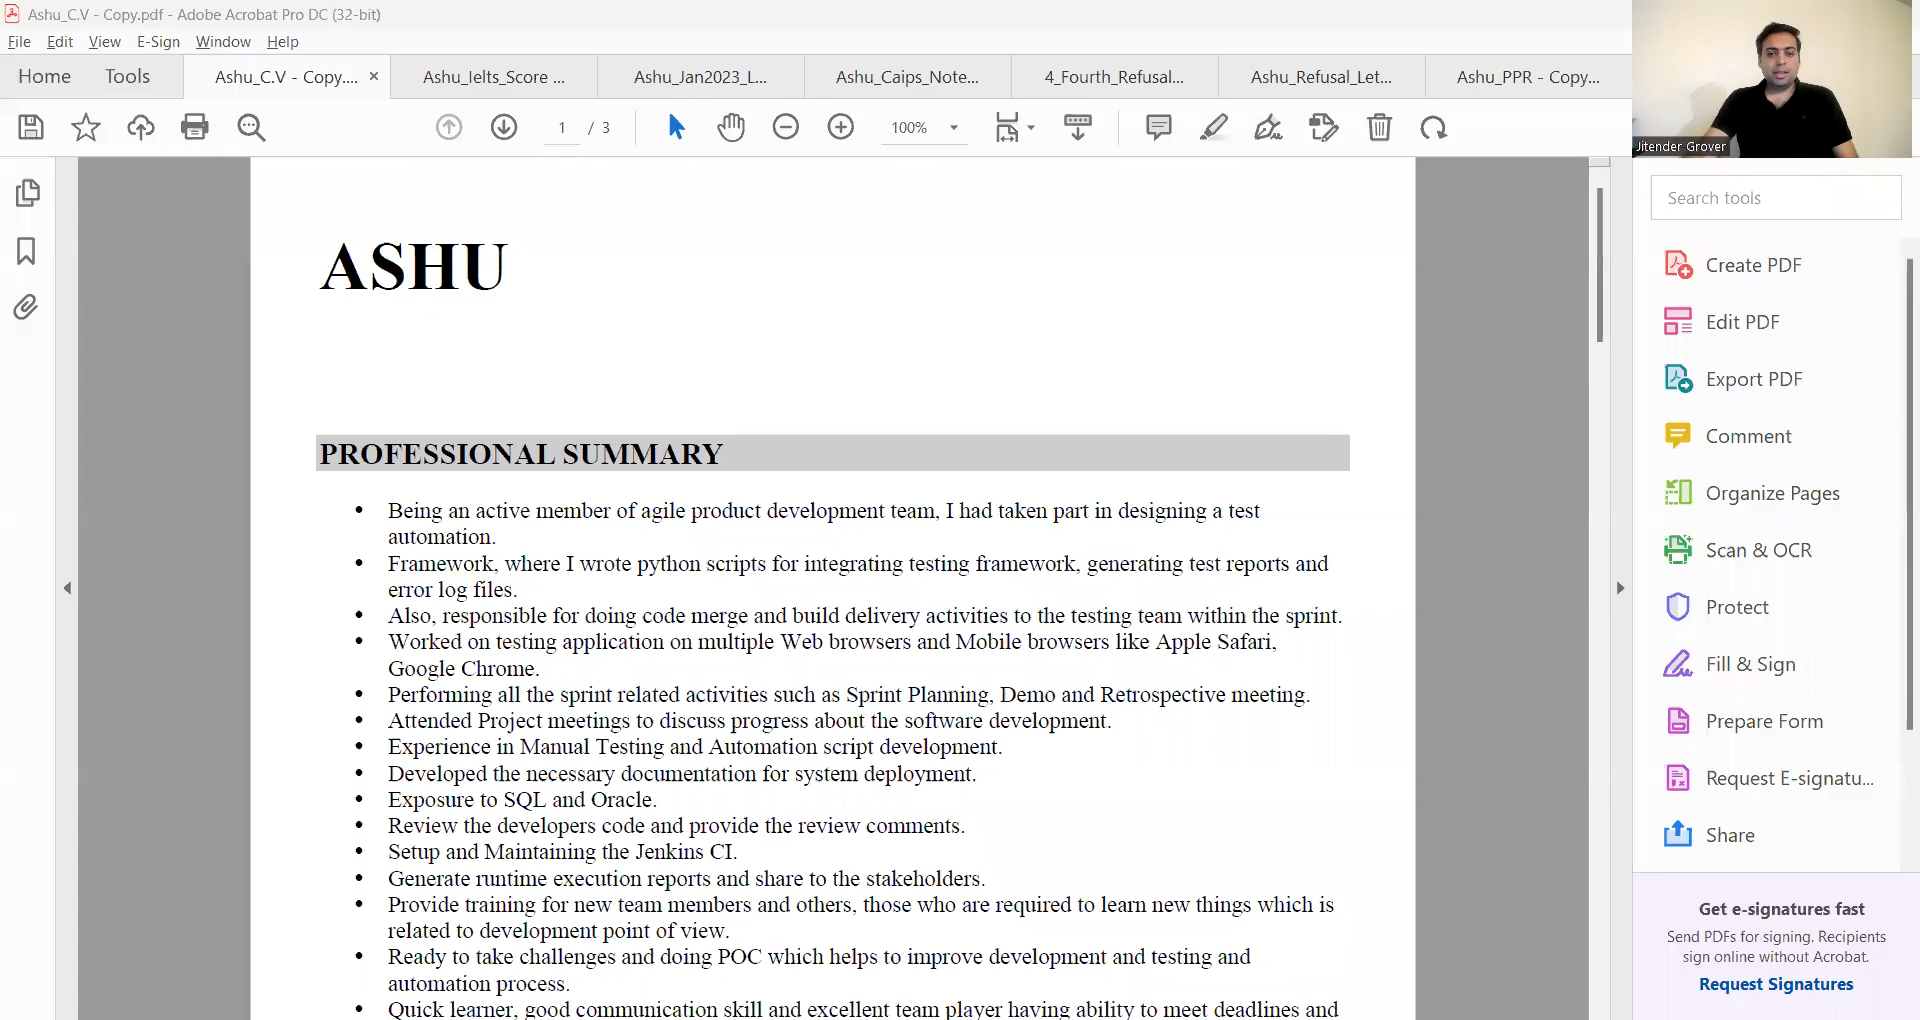 Ashu_C.V - Copy.pdf - Adobe Acrobat Pro DC (32-bit)
File Edit View E-Sign Window Help
Home Tools Ashu_C.V - Copy.... × Ashu_Ielts_Score ... Ashu_Jan2023_L... Ashu_Caips_Note... 4_Fourth_Refusal... Ashu_Refusal_Let... Ashu_PPR - Copy...
1 / 3 100%
Jitender Grover
Search tools
ASHU
PROFESSIONAL SUMMARY
• Being an active member of agile product development team, I had taken part in designing a test
automation.
• Framework, where I wrote python scripts for integrating testing framework, generating test reports and
error log files.
• Also, responsible for doing code merge and build delivery activities to the testing team within the sprint.
• Worked on testing application on multiple Web browsers and Mobile browsers like Apple Safari,
Google Chrome.
• Performing all the sprint related activities such as Sprint Planning, Demo and Retrospective meeting.
• Attended Project meetings to discuss progress about the software development.
• Experience in Manual Testing and Automation script development.
• Developed the necessary documentation for system deployment.
• Exposure to SQL and Oracle.
• Review the developers code and provide the review comments.
• Setup and Maintaining the Jenkins CI.
• Generate runtime execution reports and share to the stakeholders.
• Provide training for new team members and others, those who are required to learn new things which is
related to development point of view.
• Ready to take challenges and doing POC which helps to improve development and testing and
automation process.
• Quick learner, good communication skill and excellent team player having ability to meet deadlines and
Create PDF
Edit PDF
Export PDF
Comment
Organize Pages
Scan & OCR
Protect
Fill & Sign
Prepare Form
Request E-signatu...
Share
Get e-signatures fast
Send PDFs for signing. Recipients
sign online without Acrobat.
Request Signatures